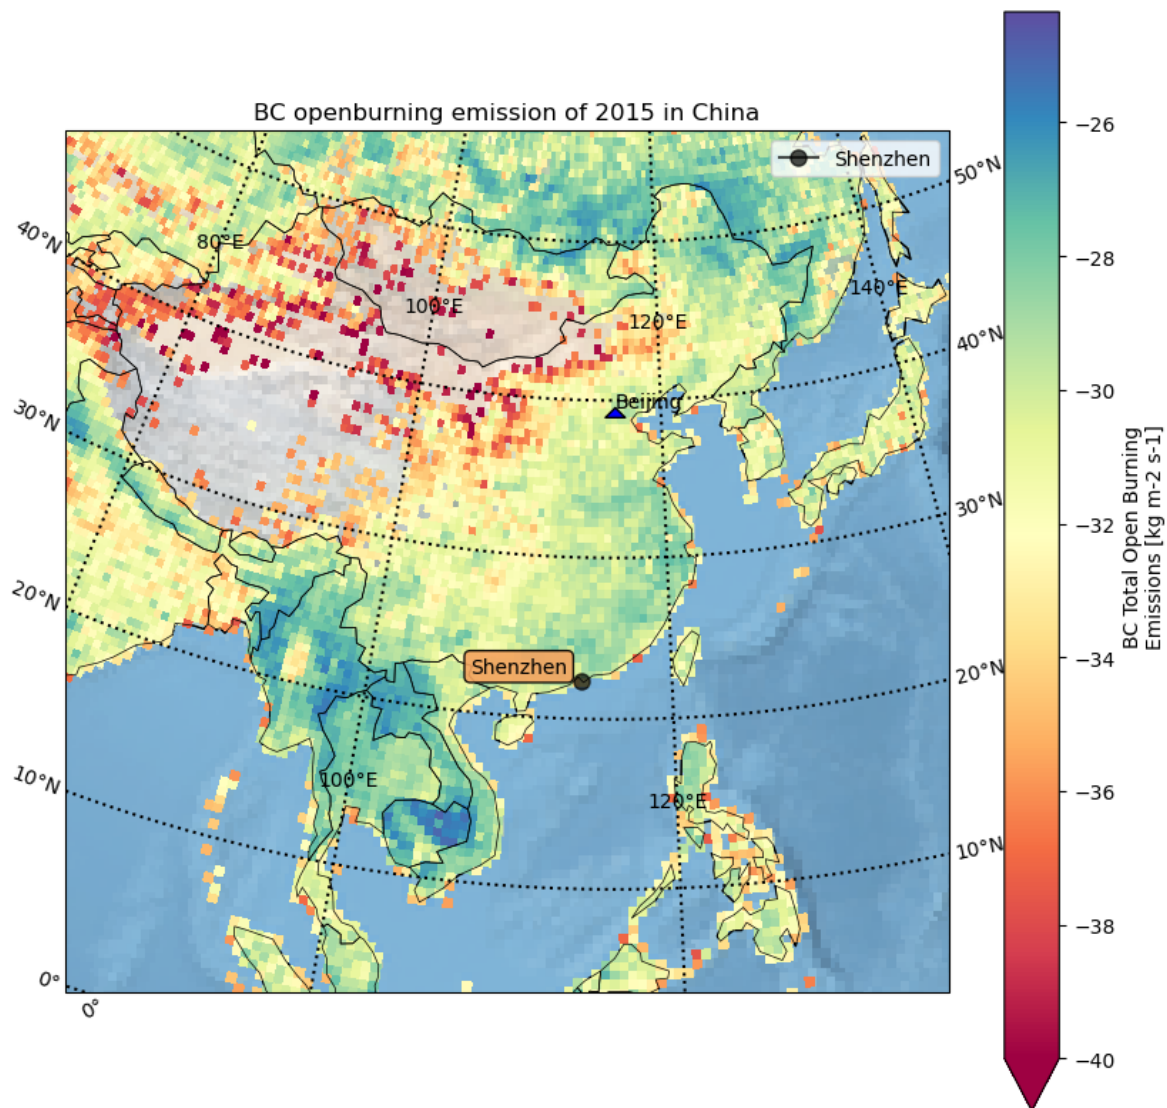 BC openburning emission of 2015 in China
Shenzhen
50°N
40°N
80°E
140°E
100°E
120°E
40°N
Beijing
30°N
30°N
20°N
Shenzhen
20°N
10°N
100°E
120°E
10°N
0°
0°
−26
−28
−30
−32
−34
−36
−38
−40
BC Total Open Burning
Emissions [kg m-2 s-1]